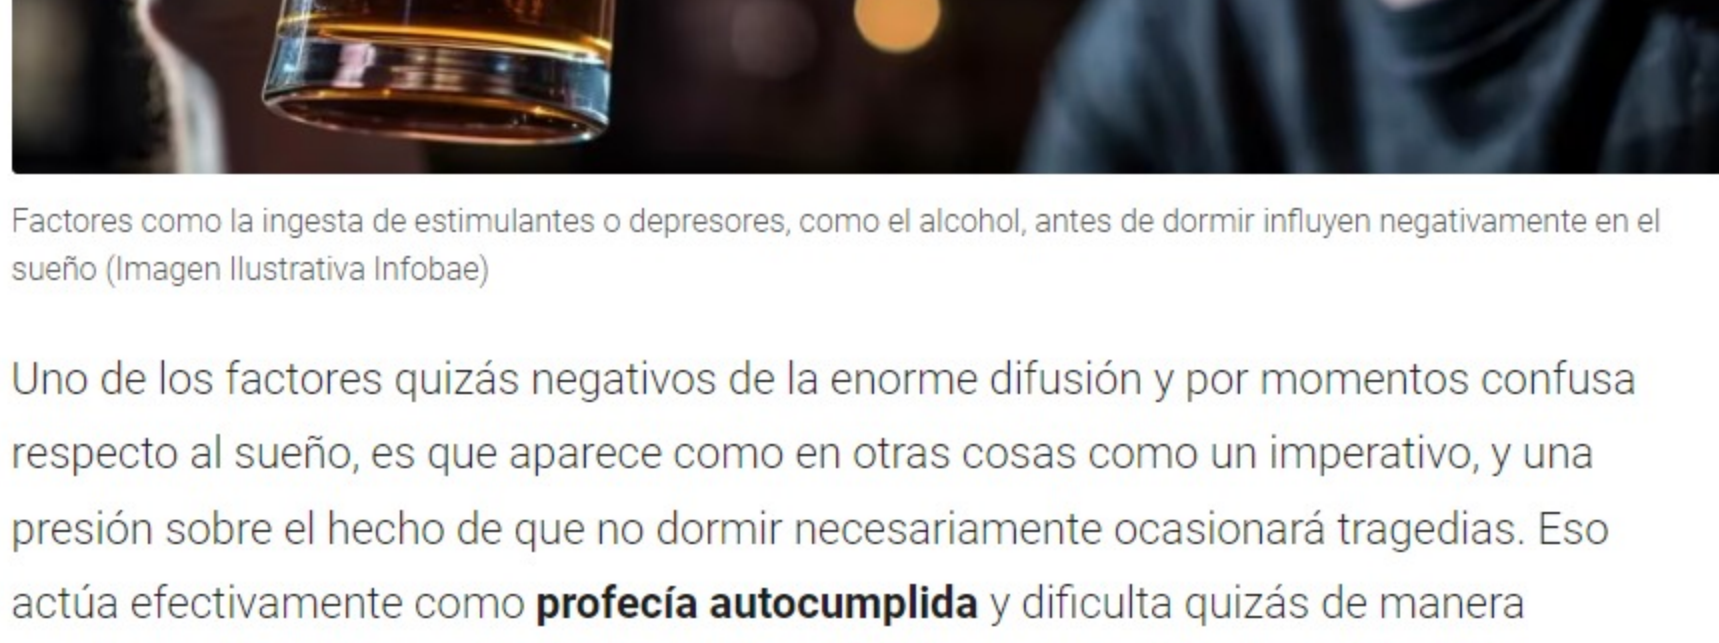 Factores como la ingesta de estimulantes o depresores, como el alcohol, antes de dormir influyen negativamente en el
sueño (Imagen Ilustrativa Infobae)
Uno de los factores quizás negativos de la enorme difusión y por momentos confusa
respecto al sueño, es que aparece como en otras cosas como un imperativo, y una
presión sobre el hecho de que no dormir necesariamente ocasionará tragedias. Eso
actúa efectivamente como profecía autocumplida y dificulta quizás de manera